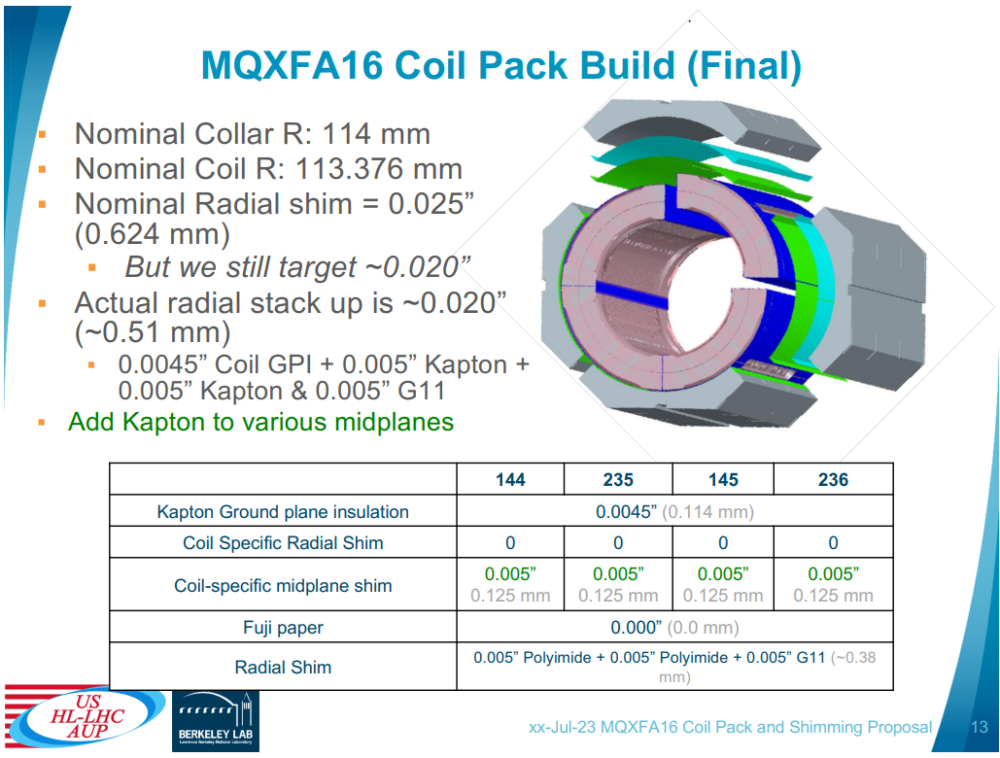 MQXFA16 Coil Pack Build (Final)
▪ Nominal Collar R: 114 mm
▪ Nominal Coil R: 113.376 mm
▪ Nominal Radial shim = 0.025”
(0.624 mm)
▪ But we still target ~0.020”
▪ Actual radial stack up is ~0.020”
(~0.51 mm)
▪ 0.0045” Coil GPI + 0.005” Kapton +
0.005” Kapton & 0.005” G11
▪ Add Kapton to various midplanes
144 235 145 236
Kapton Ground plane insulation 0.0045” (0.114 mm)
Coil Specific Radial Shim 0 0 0 0
Coil-specific midplane shim 0.005” 0.005” 0.005” 0.005”
0.125 mm 0.125 mm 0.125 mm 0.125 mm
Fuji paper 0.000” (0.0 mm)
Radial Shim 0.005” Polyimide + 0.005” Polyimide + 0.005” G11 (~0.38
mm)
US
HL-LHC
AUP
BERKELEY LAB
Lawrence Berkeley National Laboratory
xx-Jul-23 MQXFA16 Coil Pack and Shimming Proposal 13